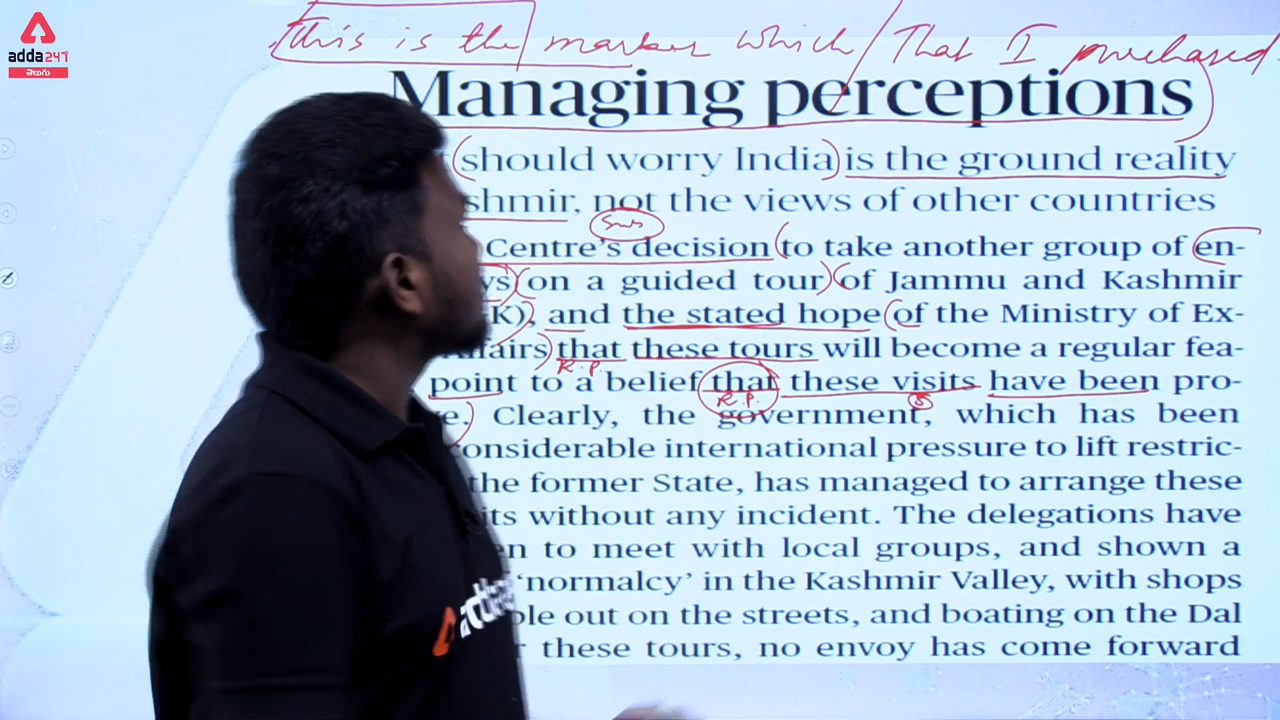 This is the marker which / That I purchased.
adda247
తెలుగు
Managing perceptions
should worry India is the ground reality
shmir, not the views of other countries
Sub
Centre's decision to take another group of en-
ys on a guided tour of Jammu and Kashmir
K), and the stated hope of the Ministry of Ex-
ffairs that these tours will become a regular fea-
R.P.
point to a belief that these visits have been pro-
R.P.
S
e. Clearly, the government, which has been
considerable international pressure to lift restric-
the former State, has managed to arrange these
its without any incident. The delegations have
en to meet with local groups, and shown a
'normalcy' in the Kashmir Valley, with shops
ple out on the streets, and boating on the Dal
r these tours, no envoy has come forward
adda